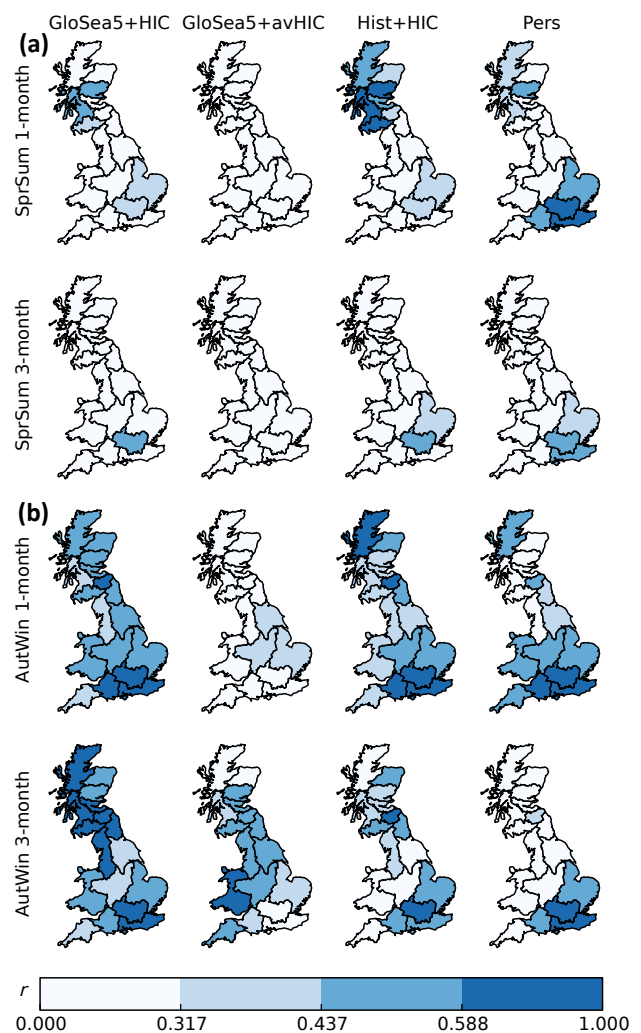 GloSea5+HIC GloSea5+avHIC Hist+HIC Pers
(a)
SprSum 1-month
SprSum 3-month
(b)
AutWin 1-month
AutWin 3-month
r
0.000 0.317 0.437 0.588 1.000